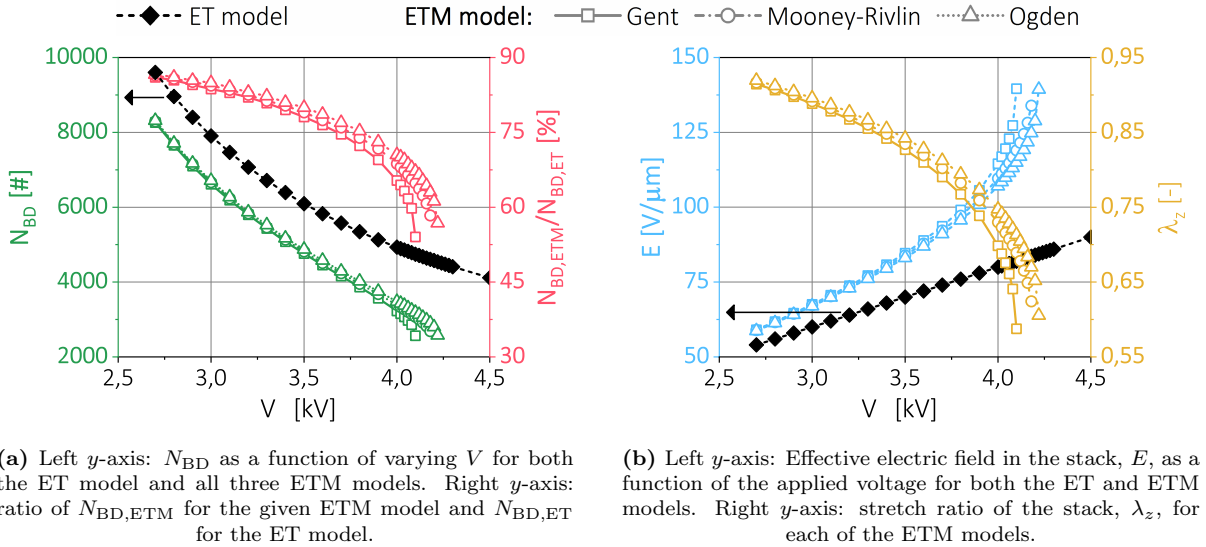 ET model ETM model: Gent Mooney-Rivlin Ogden
10000
8000
6000
4000
2000
N_BD [#]
90
75
60
45
30
N_BD,ETM/N_BD,ET [%]
2,5 3,0 3,5 4,0 4,5
V [kV]
150
125
100
75
50
E [V/μm]
0,95
0,85
0,75
0,65
0,55
λ_z [-]
2,5 3,0 3,5 4,0 4,5
V [kV]
(a) Left y-axis: N_BD as a function of varying V for both
the ET model and all three ETM models. Right y-axis:
ratio of N_BD,ETM for the given ETM model and N_BD,ET
for the ET model.
(b) Left y-axis: Effective electric field in the stack, E, as a
function of the applied voltage for both the ET and ETM
models. Right y-axis: stretch ratio of the stack, λ_z, for
each of the ETM models.